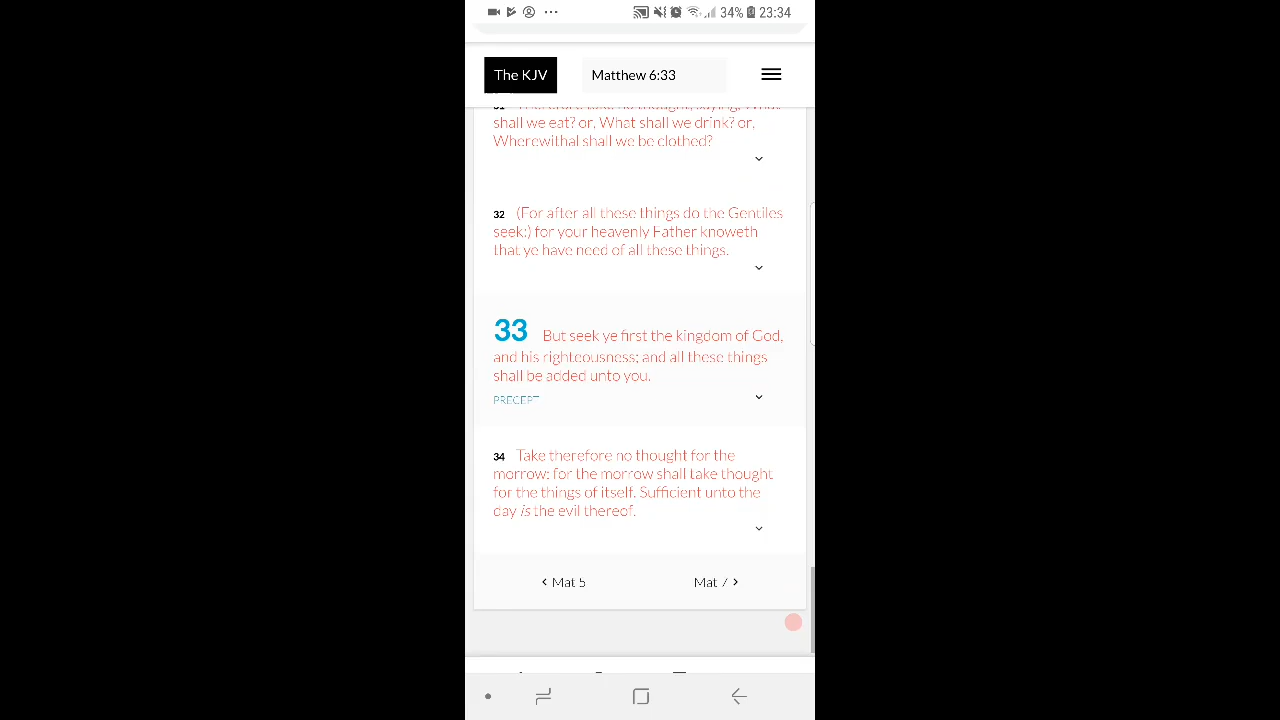 34% 23:34
The KJV
Matthew 6:33
shall we eat? or, What shall we drink? or,
Wherewithal shall we be clothed?
32 (For after all these things do the Gentiles
seek:) for your heavenly Father knoweth
that ye have need of all these things.
33 But seek ye first the kingdom of God,
and his righteousness; and all these things
shall be added unto you.
PRECEPT
34 Take therefore no thought for the
morrow: for the morrow shall take thought
for the things of itself. Sufficient unto the
day is the evil thereof.
Mat 5
Mat 7